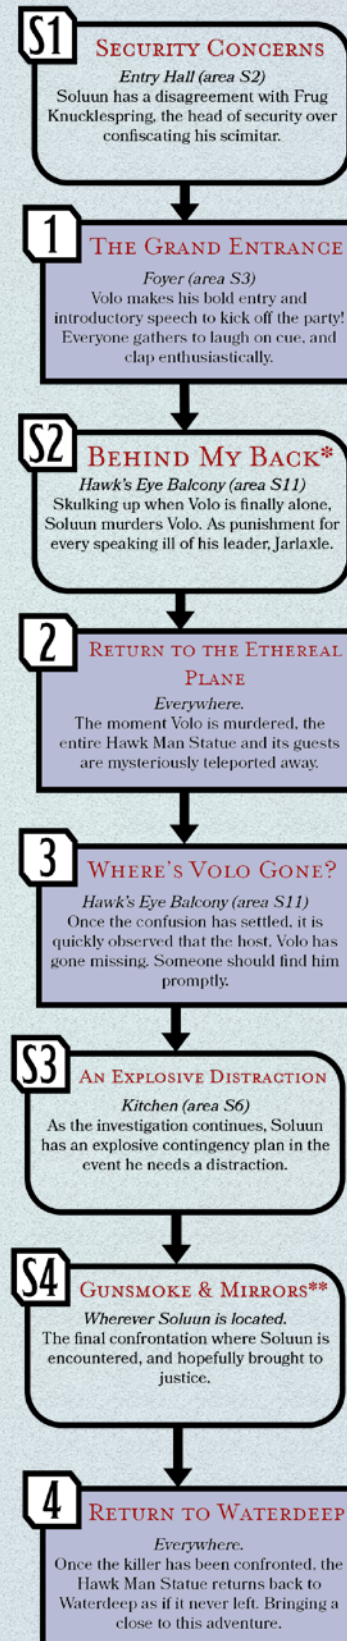 S1
SECURITY CONCERNS
Entry Hall (area S2)
Soluun has a disagreement with Frug
Knucklespring, the head of security over
confiscating his scimitar.
1
THE GRAND ENTRANCE
Foyer (area S3)
Volo makes his bold entry and
introductory speech to kick off the party!
Everyone gathers to laugh on cue, and
clap enthusiastically.
S2
BEHIND MY BACK*
Hawk's Eye Balcony (area S11)
Skulking up when Volo is finally alone,
Soluun murders Volo. As punishment for
every speaking ill of his leader, Jarlaxle.
2
RETURN TO THE ETHEREAL
PLANE
Everywhere.
The moment Volo is murdered, the
entire Hawk Man Statue and its guests
are mysteriously teleported away.
3
WHERE'S VOLO GONE?
Hawk's Eye Balcony (area S11)
Once the confusion has settled, it is
quickly observed that the host, Volo has
gone missing. Someone should find him
promptly.
S3
AN EXPLOSIVE DISTRACTION
Kitchen (area S6)
As the investigation continues, Soluun
has an explosive contingency plan in the
event he needs a distraction.
S4
GUNSMOKE & MIRRORS**
Wherever Soluun is located.
The final confrontation where Soluun is
encountered, and hopefully brought to
justice.
4
RETURN TO WATERDEEP
Everywhere.
Once the killer has been confronted, the
Hawk Man Statue returns back to
Waterdeep as if it never left. Bringing a
close to this adventure.